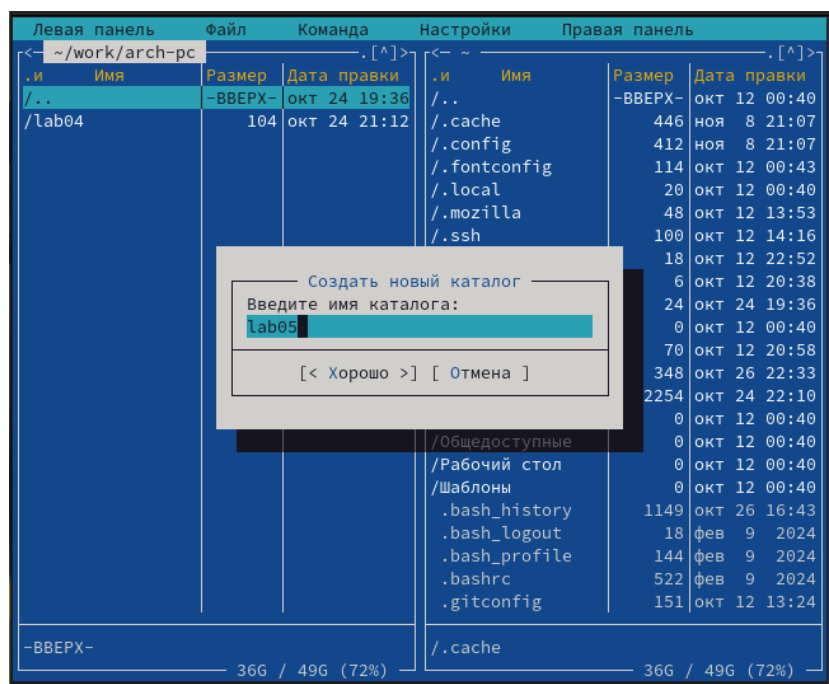 Левая панель Файл Команда Настройки Правая панель
<- ~/work/arch-pc .[^]> <- ~ .[^]>
.и Имя Размер Дата правки .и Имя Размер Дата правки
/.. -ВВЕРХ- окт 24 19:36 /.. -ВВЕРХ- окт 12 00:40
/lab04 104 окт 24 21:12 /.cache 446 ноя 8 21:07
/.config 412 ноя 8 21:07
/.fontconfig 114 окт 12 00:43
/.local 20 окт 12 00:40
/.mozilla 48 окт 12 13:53
/.ssh 100 окт 12 14:16
18 окт 12 22:52
Создать новый каталог 6 окт 12 20:38
Введите имя каталога: 24 окт 24 19:36
lab05 0 окт 12 00:40
70 окт 12 20:58
[< Хорошо >] [ Отмена ] 348 окт 26 22:33
2254 окт 24 22:10
0 окт 12 00:40
/Общедоступные 0 окт 12 00:40
/Рабочий стол 0 окт 12 00:40
/Шаблоны 0 окт 12 00:40
.bash_history 1149 окт 26 16:43
.bash_logout 18 фев 9 2024
.bash_profile 144 фев 9 2024
.bashrc 522 фев 9 2024
.gitconfig 151 окт 12 13:24
-ВВЕРХ- /.cache
36G / 49G (72%) 36G / 49G (72%)